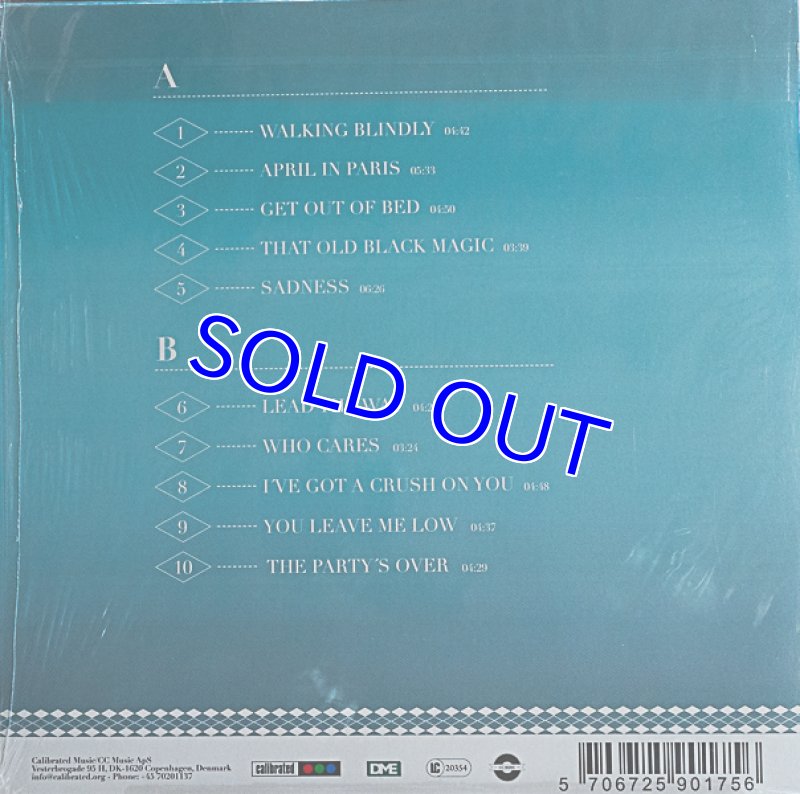 A
1 WALKING BLINDLY 04:42
2 APRIL IN PARIS 05:33
3 GET OUT OF BED 04:50
4 THAT OLD BLACK MAGIC 03:39
5 SADNESS 06:26
B
SOLD OUT
6 LEAD
7 WHO CARES 03:24
8 I'VE GOT A CRUSH ON YOU 04:48
9 YOU LEAVE ME LOW 04:37
10 THE PARTY´S OVER 04:29
Calibrated Music/CC Music ApS
Vesterbrogade 95 H, DK-1620 Copenhagen, Denmark
info@calibrated.org - Phone: +45 70201137
calibrated
DME
LC 20354
5 706725 901756